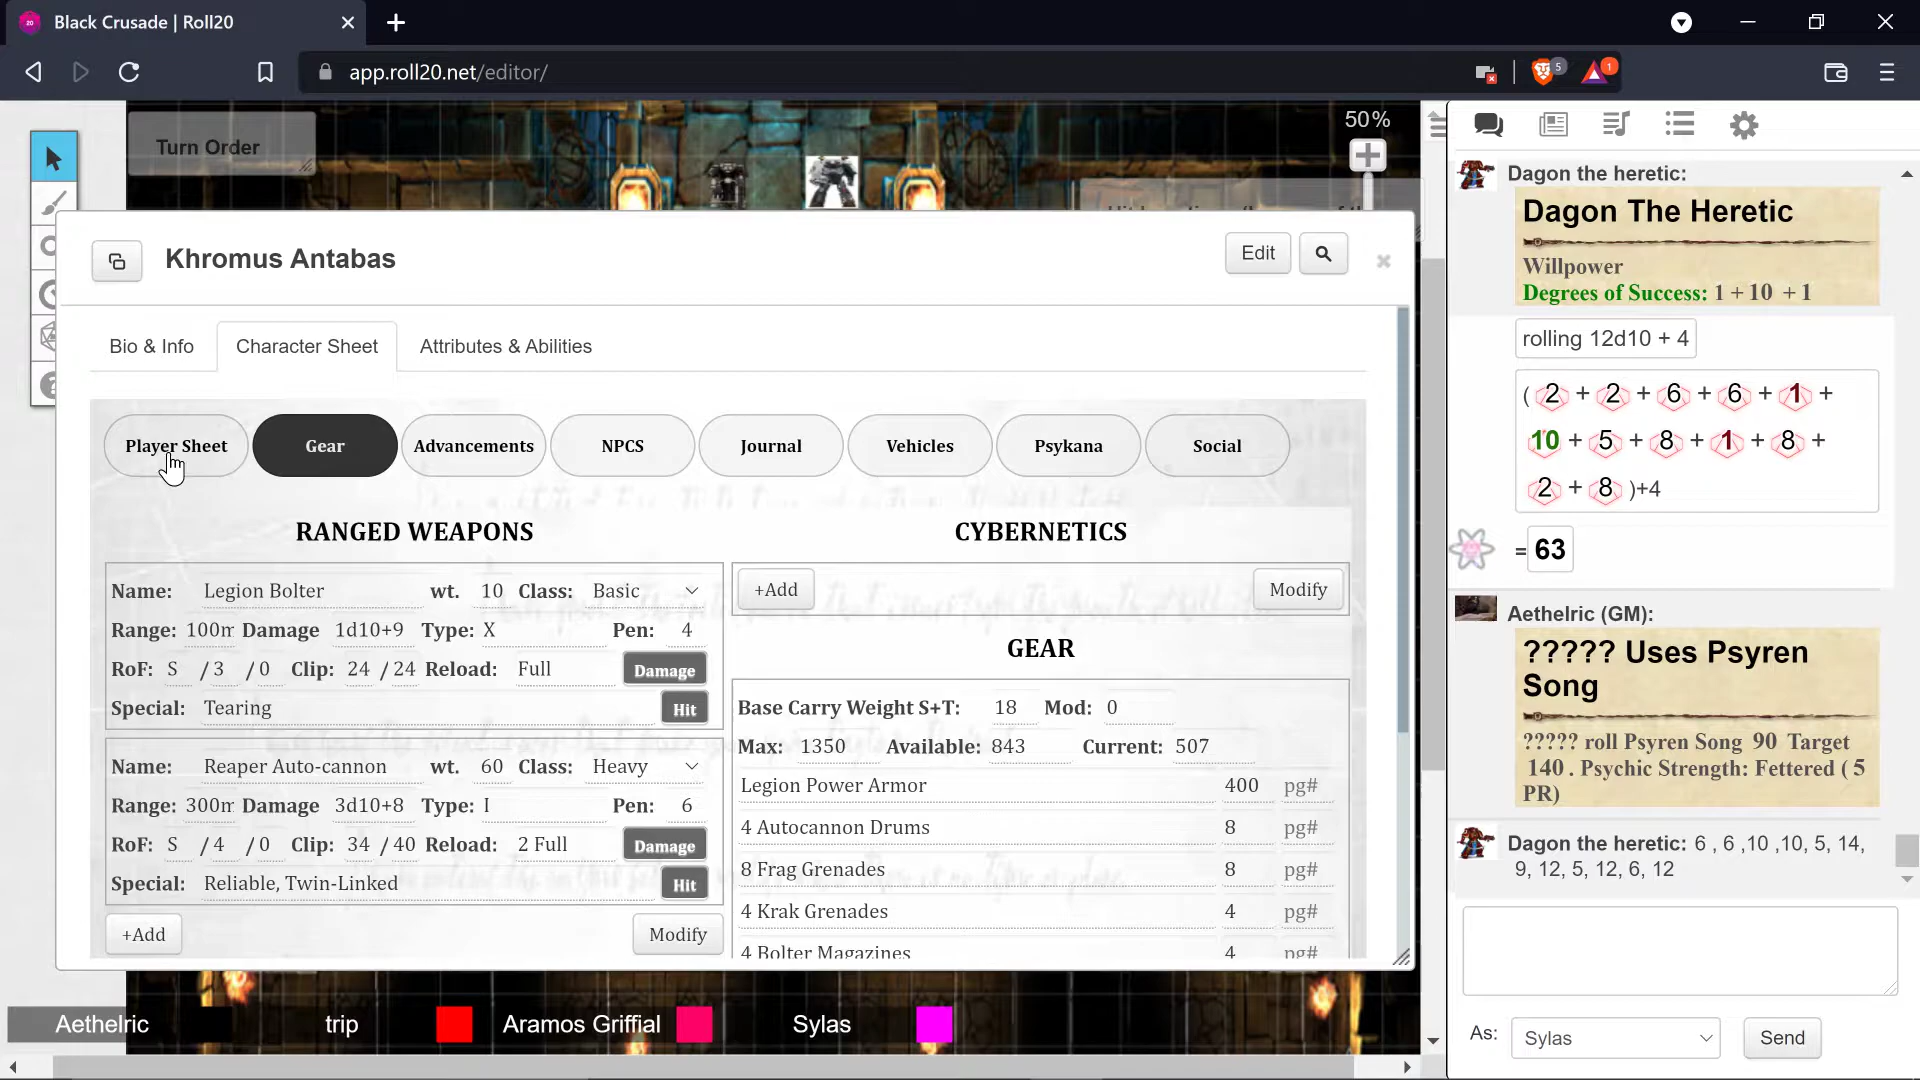 Black Crusade | Roll20
app.roll20.net/editor/
5
1
Turn Order
50%
Khromus Antabas
Edit
Bio & Info
Character Sheet
Attributes & Abilities
Player Sheet
Gear
Advancements
NPCS
Journal
Vehicles
Psykana
Social
RANGED WEAPONS
Name: Legion Bolter wt. 10 Class: Basic
Range: 100m Damage 1d10+9 Type: X Pen: 4
RoF: S / 3 / 0 Clip: 24 / 24 Reload: Full Damage
Special: Tearing Hit
Name: Reaper Auto-cannon wt. 60 Class: Heavy
Range: 300m Damage 3d10+8 Type: I Pen: 6
RoF: S / 4 / 0 Clip: 34 / 40 Reload: 2 Full Damage
Special: Reliable, Twin-Linked Hit
+Add Modify
CYBERNETICS
+Add Modify
GEAR
Base Carry Weight S+T: 18 Mod: 0
Max: 1350 Available: 843 Current: 507
Legion Power Armor 400 pg#
4 Autocannon Drums 8 pg#
8 Frag Grenades 8 pg#
4 Krak Grenades 4 pg#
4 Bolter Magazines 4 pg#
Aethelric
trip
Aramos Griffial
Sylas
Dagon the heretic:
Dagon The Heretic
Willpower
Degrees of Success: 1 + 10 + 1
rolling 12d10 + 4
( 2 + 2 + 6 + 6 + 1 +
10 + 5 + 8 + 1 + 8 +
2 + 8 )+4
= 63
Aethelric (GM):
????? Uses Psyren
Song
????? roll Psyren Song 90 Target
140 . Psychic Strength: Fettered ( 5
PR)
Dagon the heretic: 6 , 6 ,10 ,10, 5, 14,
9, 12, 5, 12, 6, 12
As: Sylas Send